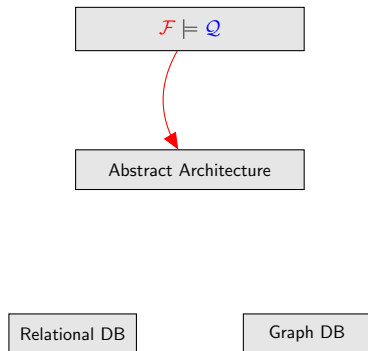 ℱ ⊨ 𝒬
Abstract Architecture
Relational DB
Graph DB